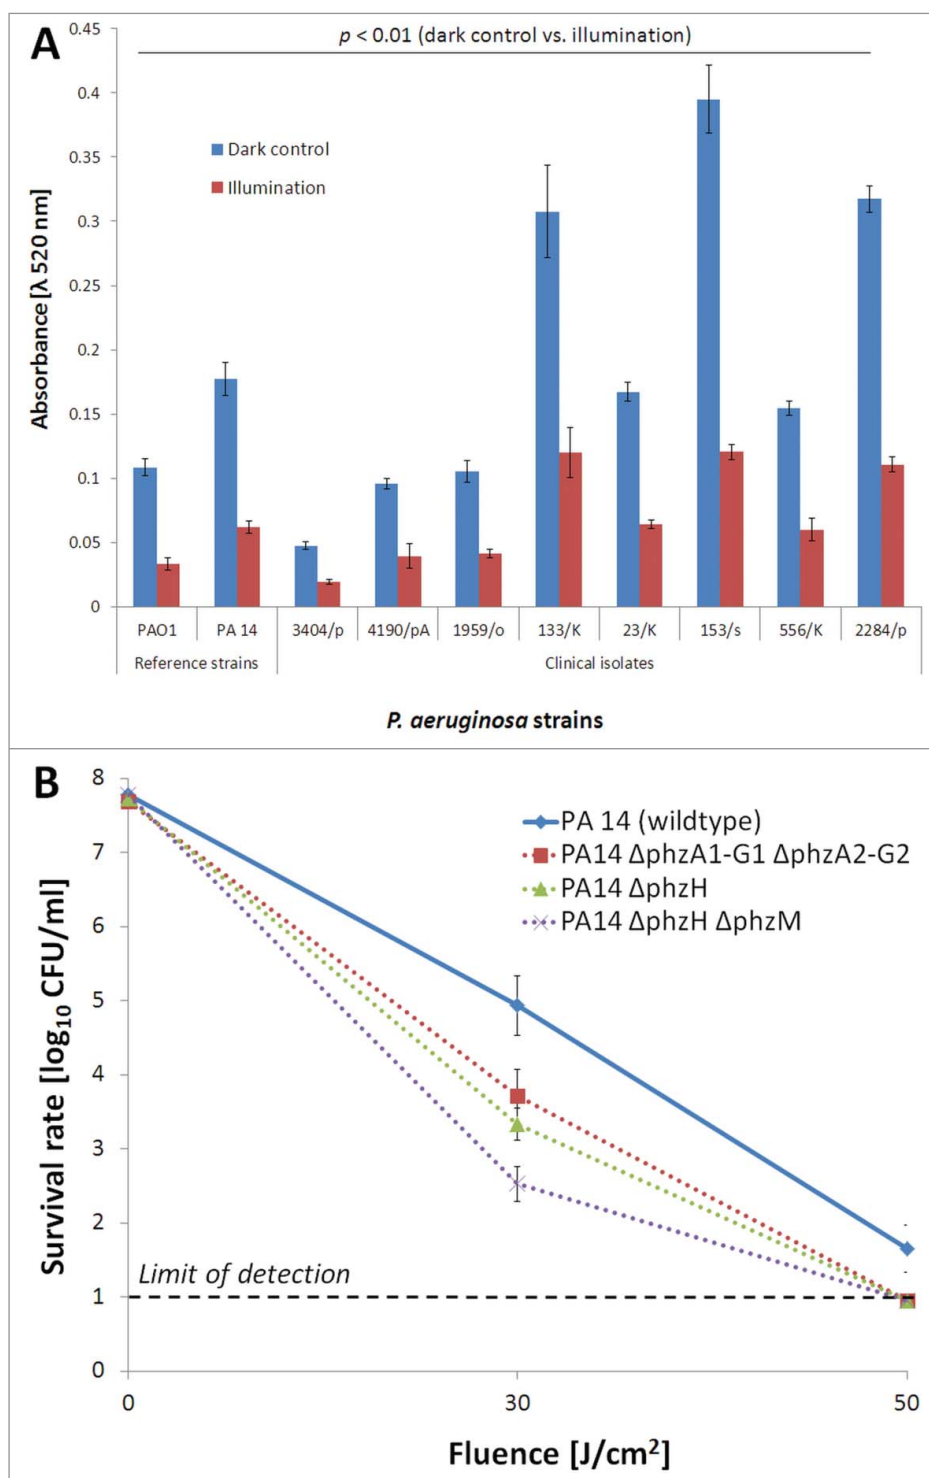 A
p < 0.01 (dark control vs. illumination)
0.45
0.4
0.35
0.3
0.25
0.2
0.15
0.1
0.05
0
Absorbance [λ 520 nm]
Dark control
Illumination
PAO1 PA 14 3404/p 4190/pA 1959/o 133/K 23/K 153/s 556/K 2284/p
Reference strains Clinical isolates
P. aeruginosa strains
B
8
7
6
5
4
3
2
1
0
Survival rate [log10 CFU/ml]
PA 14 (wildtype)
PA14 ΔphzA1-G1 ΔphzA2-G2
PA14 ΔphzH
PA14 ΔphzH ΔphzM
Limit of detection
0 30 50
Fluence [J/cm²]